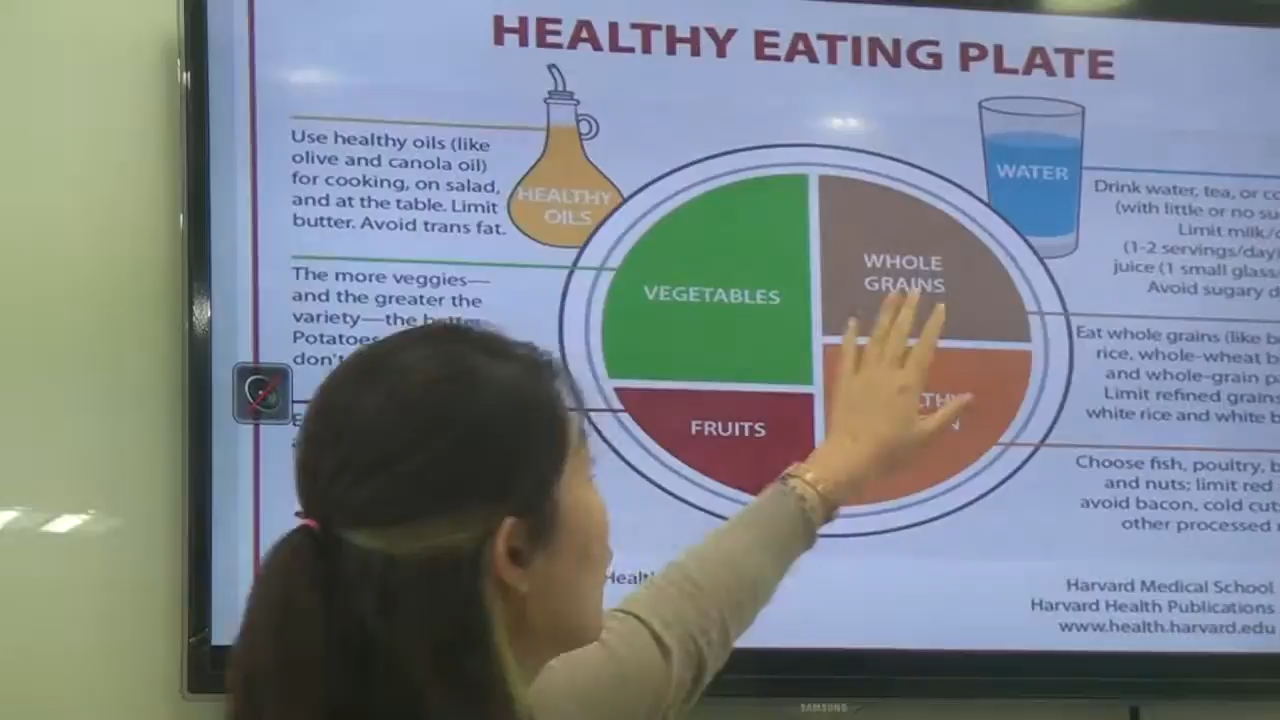 HEALTHY EATING PLATE
Use healthy oils (like
olive and canola oil)
for cooking, on salad,
and at the table. Limit
butter. Avoid trans fat.
HEALTHY
OILS
The more veggies—
and the greater the
variety—the
Potatoes
don't
VEGETABLES
FRUITS
WHOLE
GRAINS
WATER
Drink water, tea, or
(with little or no
Limit
(1-2 servings/day)
juice (1 small
Avoid sugary
Eat whole grains (like
rice, whole-wheat
and whole-grain
Limit refined grains
white rice and white
Choose fish, poultry,
and nuts; limit red
avoid bacon, cold
other processed
Harvard Medical School
Harvard Health Publications
www.health.harvard.edu
SAMSUNG